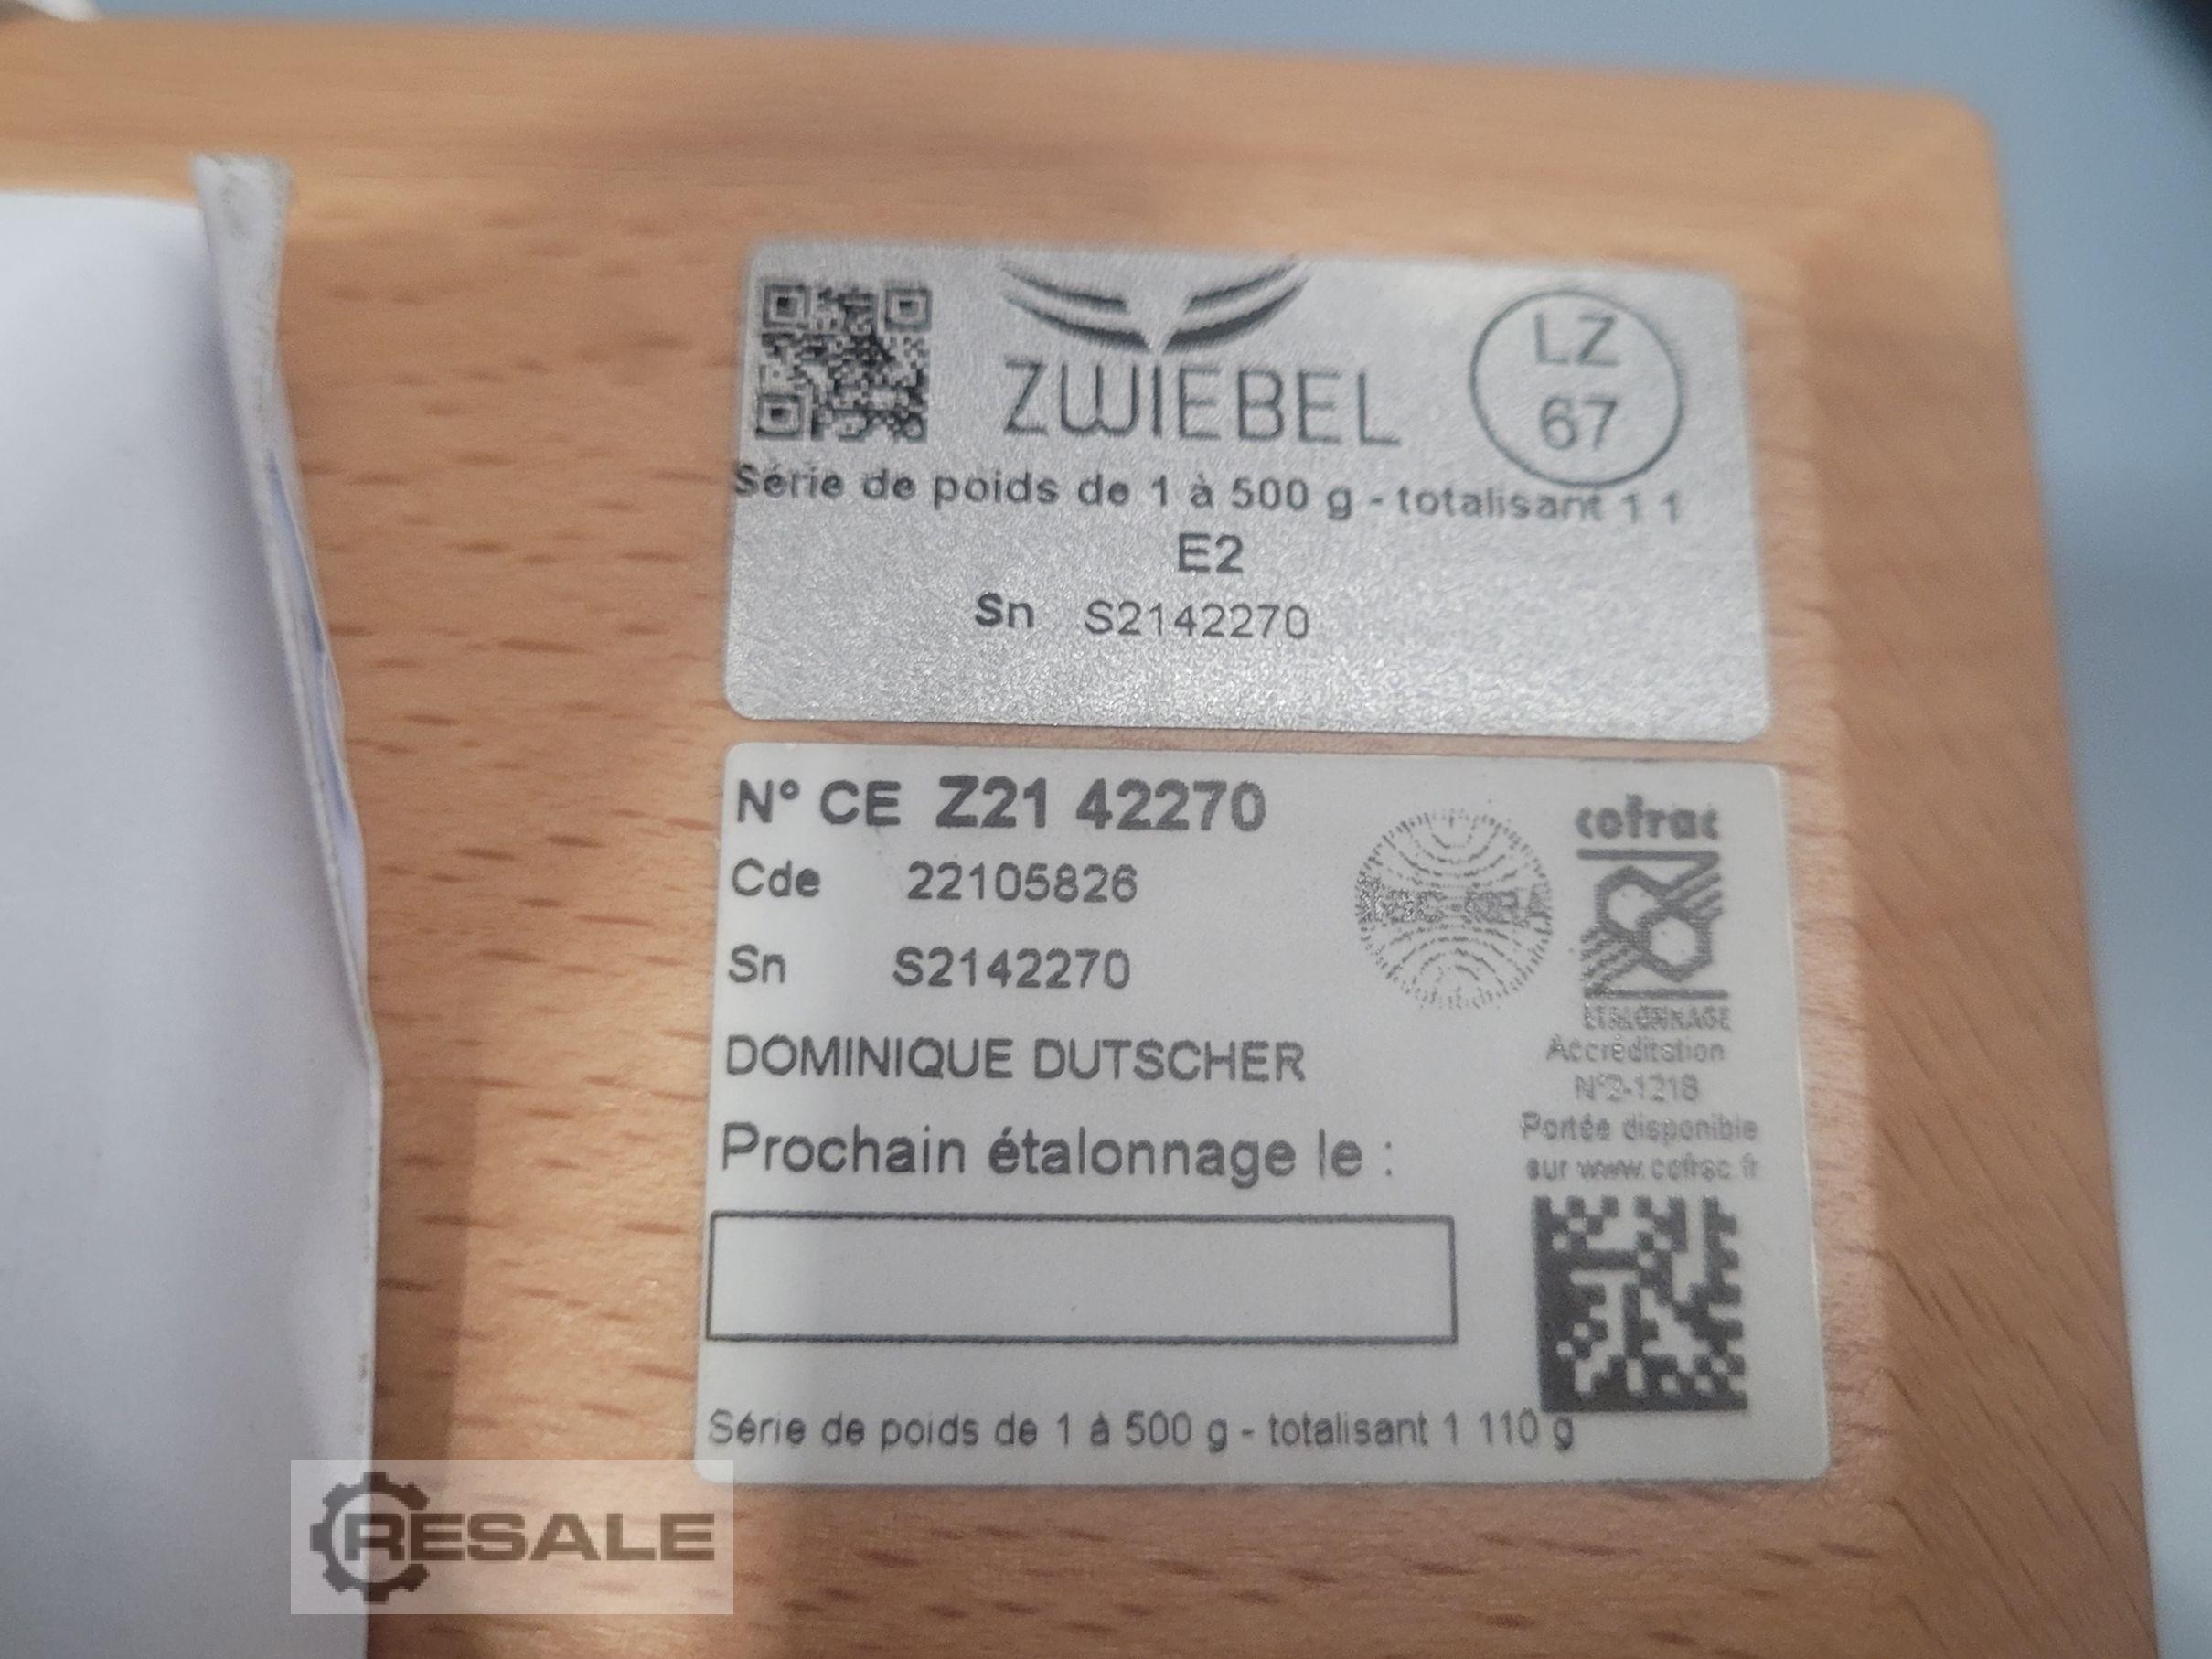 ZWIEBEL
LZ
67
Série de poids de 1 à 500 g - totalisant 1 1
E2
Sn S2142270
N° CE Z21 42270
Cde 22105826
Sn S2142270
DOMINIQUE DUTSCHER
Prochain étalonnage le :
cofrac
ETALONNAGE
Accréditation
N°2-1218
Portée disponible
sur www.cofrac.fr
Série de poids de 1 à 500 g - totalisant 1 110 g
RESALE